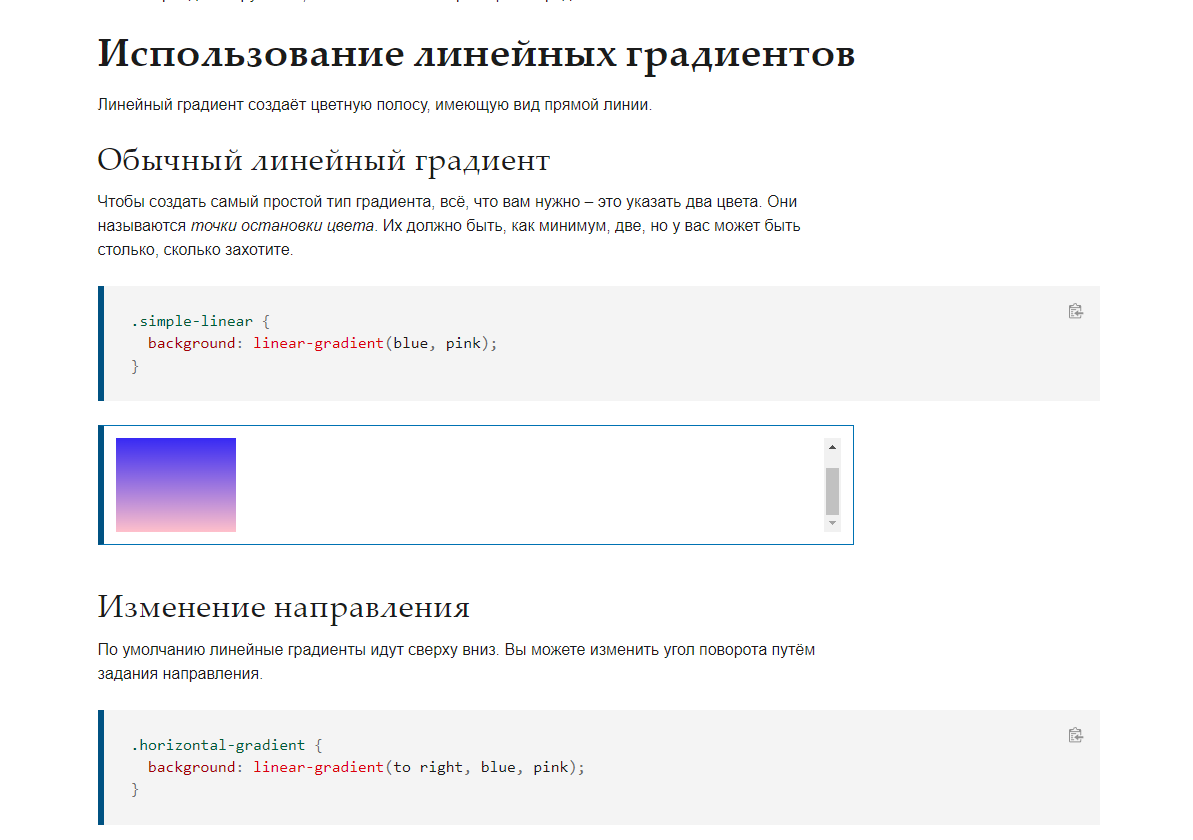 Использование линейных градиентов
Линейный градиент создаёт цветную полосу, имеющую вид прямой линии.
Обычный линейный градиент
Чтобы создать самый простой тип градиента, всё, что вам нужно – это указать два цвета. Они
называются точки остановки цвета. Их должно быть, как минимум, две, но у вас может быть
столько, сколько захотите.
.simple-linear {
background: linear-gradient(blue, pink);
}
Изменение направления
По умолчанию линейные градиенты идут сверху вниз. Вы можете изменить угол поворота путём
задания направления.
.horizontal-gradient {
background: linear-gradient(to right, blue, pink);
}